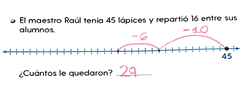 El maestro Raúl tenía 45 lápices y repartió 16 entre sus
alumnos.
-6
-10
45
¿Cuántos le quedaron? 29